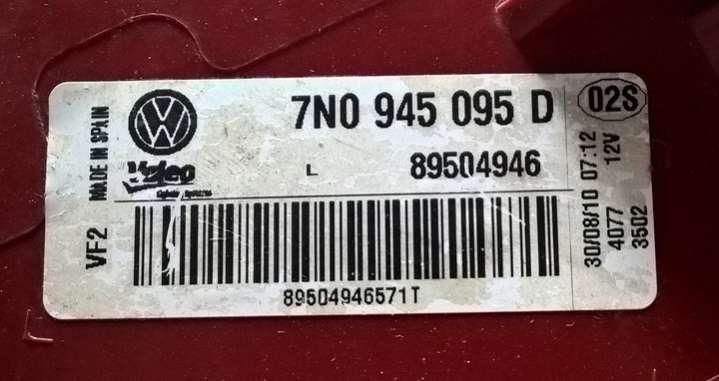 7N0 945 095 D
02S
Valeo
L
89504946
89504946571T
VF2 MADE IN SPAIN
30/08/10 07:12
4077 12V
3502